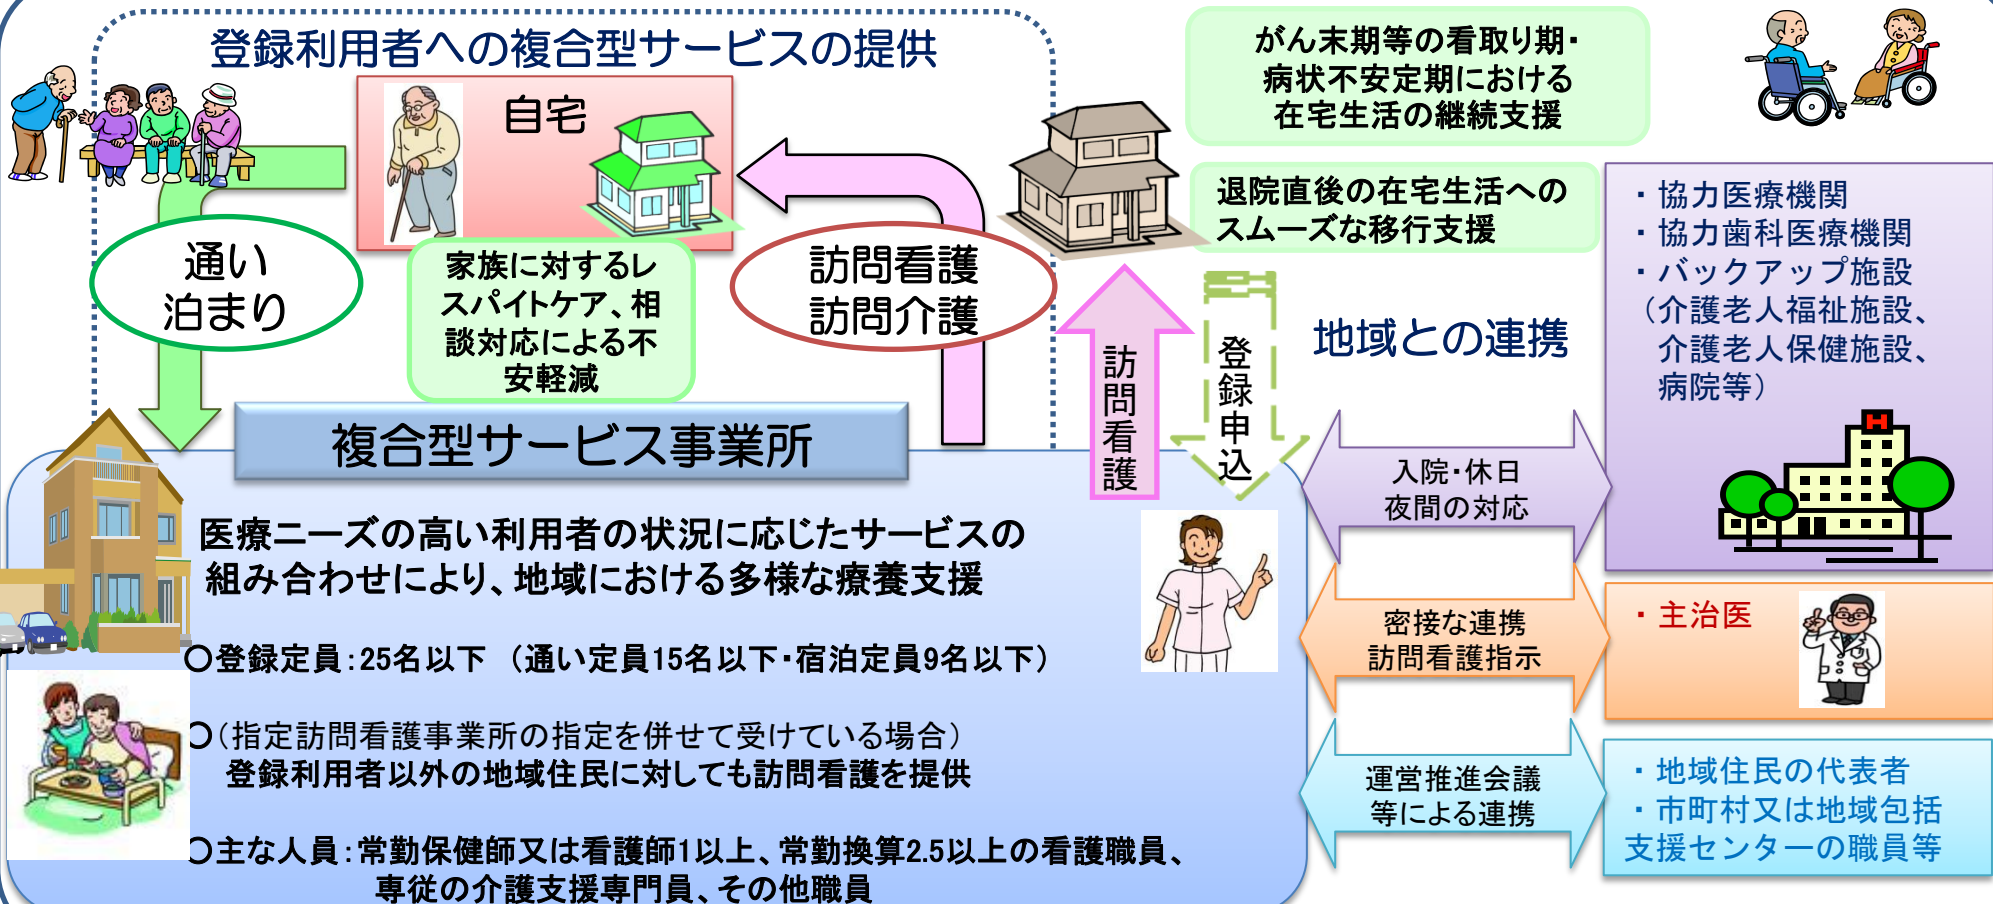 登録利用者への複合型サービスの提供
自宅
通い
泊まり
家族に対するレ
スパイトケア、相
談対応による不
安軽減
訪問看護
訪問介護
がん末期等の看取り期・
病状不安定期における
在宅生活の継続支援
退院直後の在宅生活への
スムーズな移行支援
訪問看護
登録申込
地域との連携
・協力医療機関
・協力歯科医療機関
・バックアップ施設
（介護老人福祉施設、
介護老人保健施設、
病院等）
H
入院・休日
夜間の対応
複合型サービス事業所
医療ニーズの高い利用者の状況に応じたサービスの
組み合わせにより、地域における多様な療養支援
○登録定員：25名以下 （通い定員15名以下・宿泊定員9名以下）
○（指定訪問看護事業所の指定を併せて受けている場合）
登録利用者以外の地域住民に対しても訪問看護を提供
○主な人員：常勤保健師又は看護師1以上、常勤換算2.5以上の看護職員、
専従の介護支援専門員、その他職員
密接な連携
訪問看護指示
・主治医
運営推進会議
等による連携
・地域住民の代表者
・市町村又は地域包括
支援センターの職員等